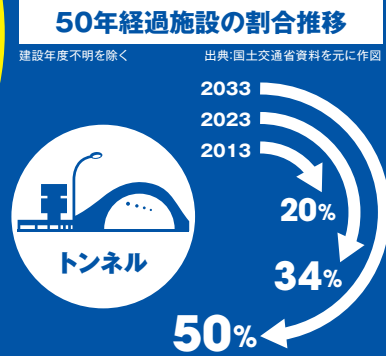 50年経過施設の割合推移
建設年度不明を除く
出典:国土交通省資料を元に作図
2033
2023
2013
20%
34%
50%
トンネル